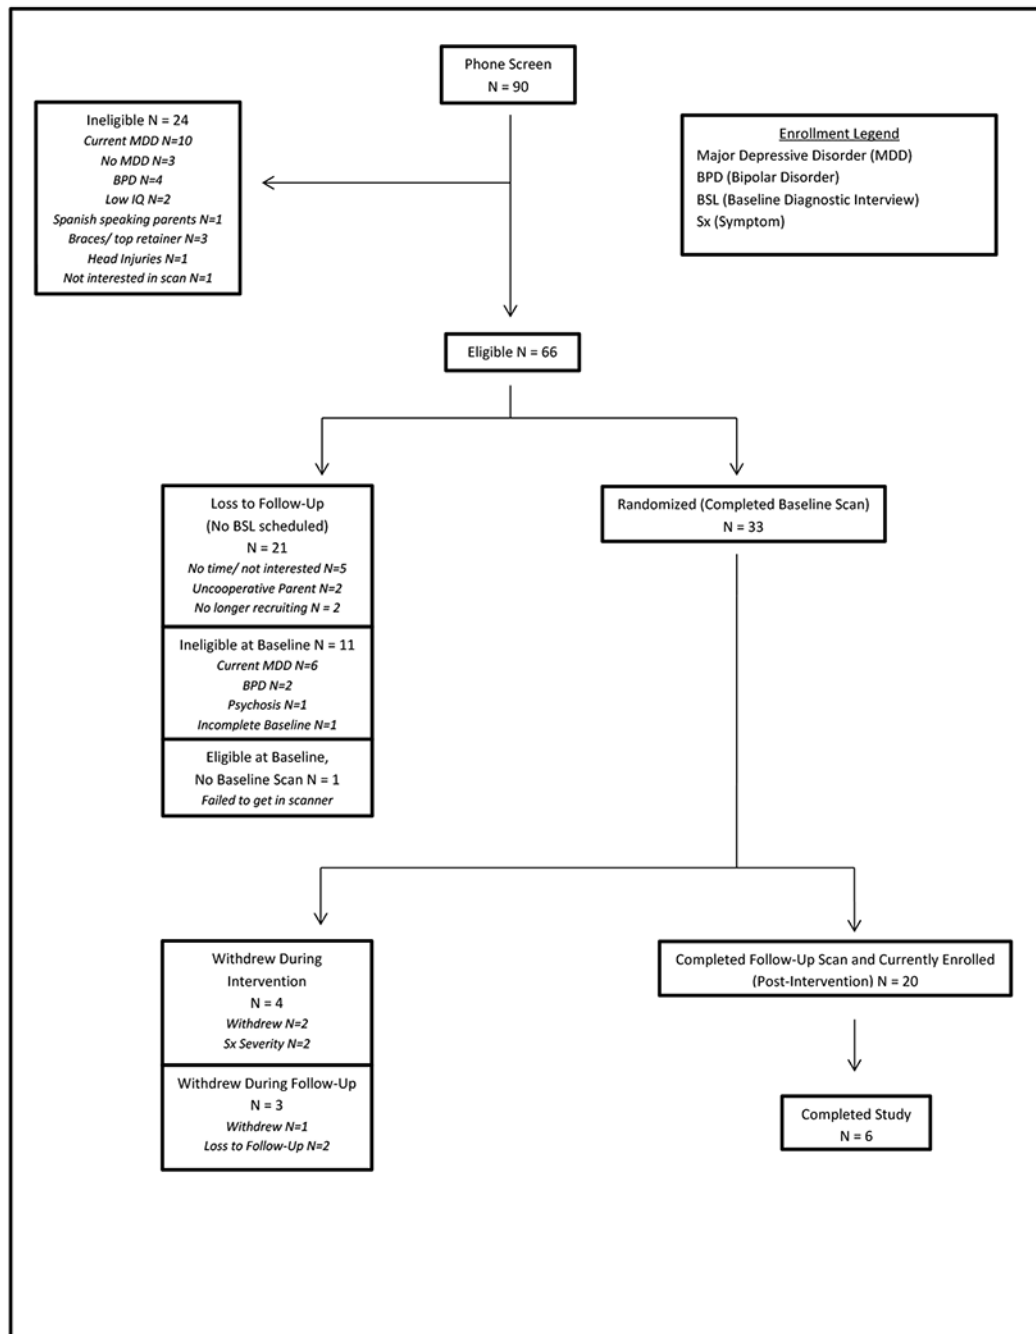 Phone Screen
N = 90
Ineligible N = 24
Current MDD N=10
No MDD N=3
BPD N=4
Low IQ N=2
Spanish speaking parents N=1
Braces/ top retainer N=3
Head Injuries N=1
Not interested in scan N=1
Enrollment Legend
Major Depressive Disorder (MDD)
BPD (Bipolar Disorder)
BSL (Baseline Diagnostic Interview)
Sx (Symptom)
Eligible N = 66
Loss to Follow-Up
(No BSL scheduled)
N = 21
No time/ not interested N=5
Uncooperative Parent N=2
No longer recruiting N = 2
Ineligible at Baseline N = 11
Current MDD N=6
BPD N=2
Psychosis N=1
Incomplete Baseline N=1
Eligible at Baseline,
No Baseline Scan N = 1
Failed to get in scanner
Randomized (Completed Baseline Scan)
N = 33
Withdrew During
Intervention
N = 4
Withdrew N=2
Sx Severity N=2
Withdrew During Follow-Up
N = 3
Withdrew N=1
Loss to Follow-Up N=2
Completed Follow-Up Scan and Currently Enrolled
(Post-Intervention) N = 20
Completed Study
N = 6